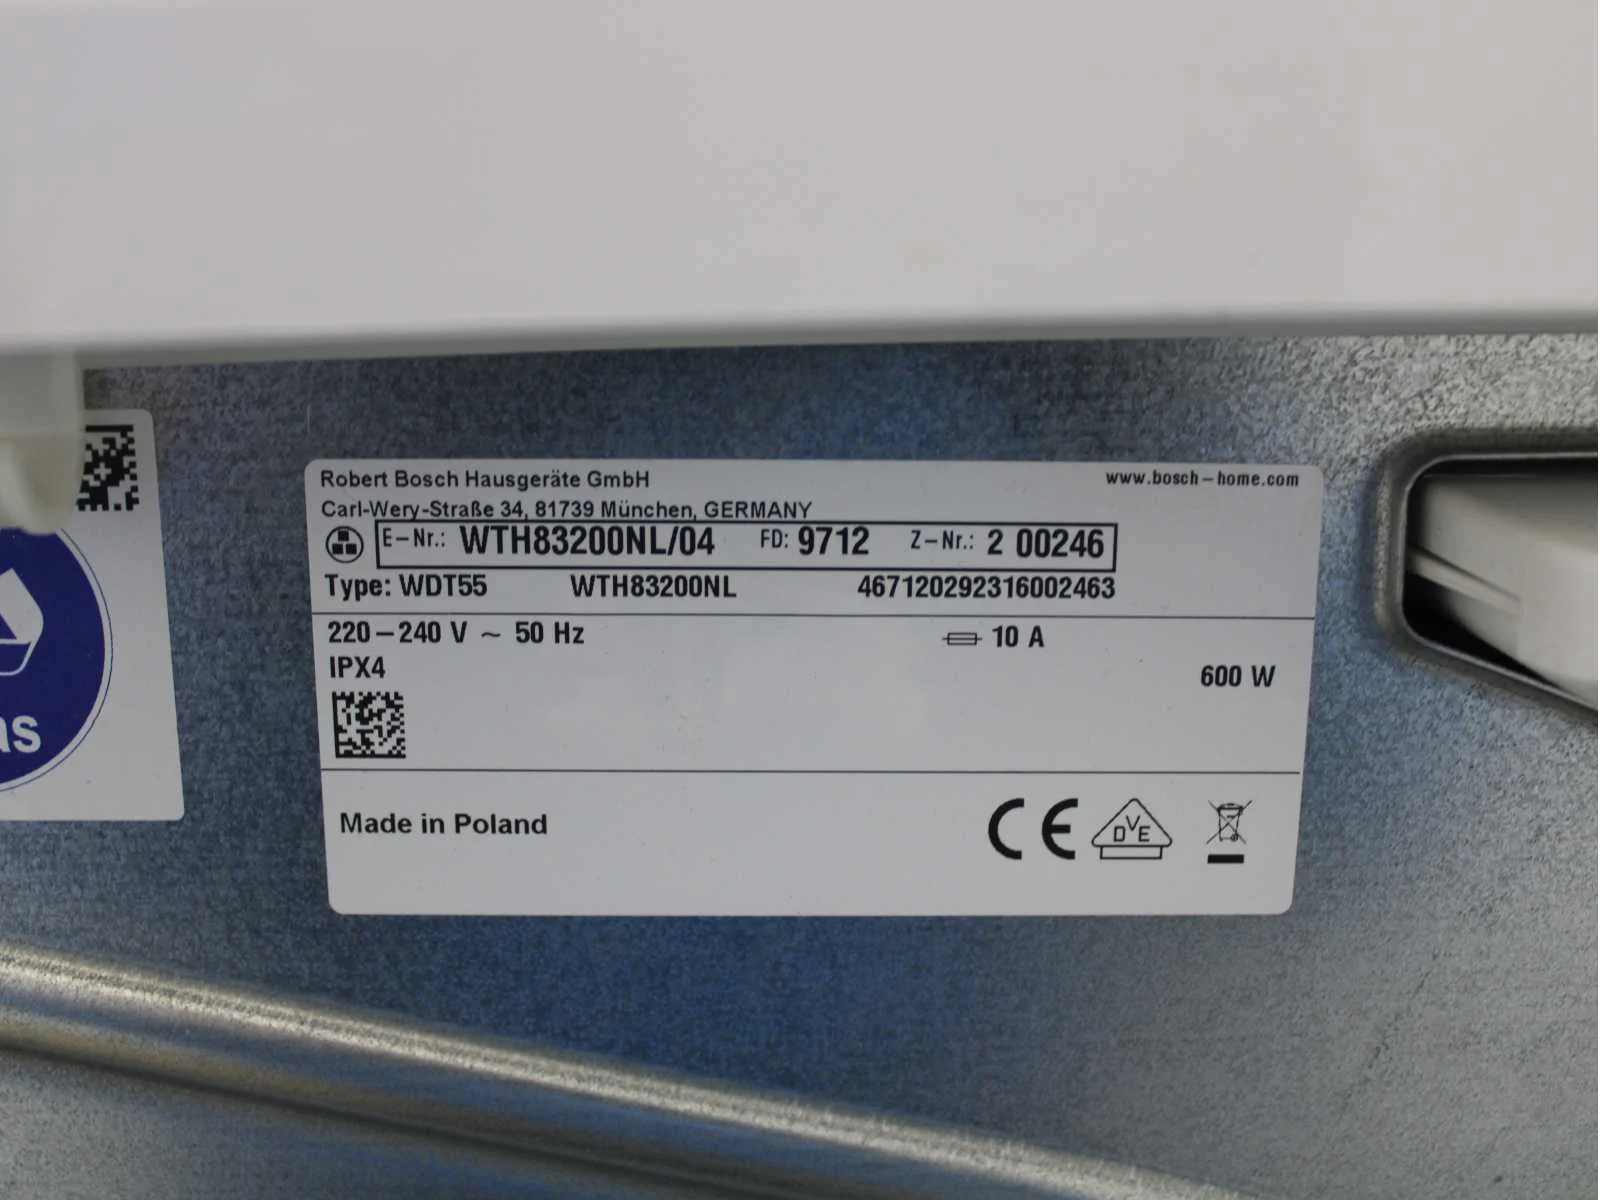 Robert Bosch Hausgeräte GmbH
www.bosch-home.com
Carl-Wery-Straße 34, 81739 München, GERMANY
E-Nr.: WTH83200NL/04 FD: 9712 Z-Nr.: 2 00246
Type: WDT55 WTH83200NL 467120292316002463
220-240 V ~ 50 Hz 10 A
IPX4
600 W
Made in Poland
CE
DVE
as